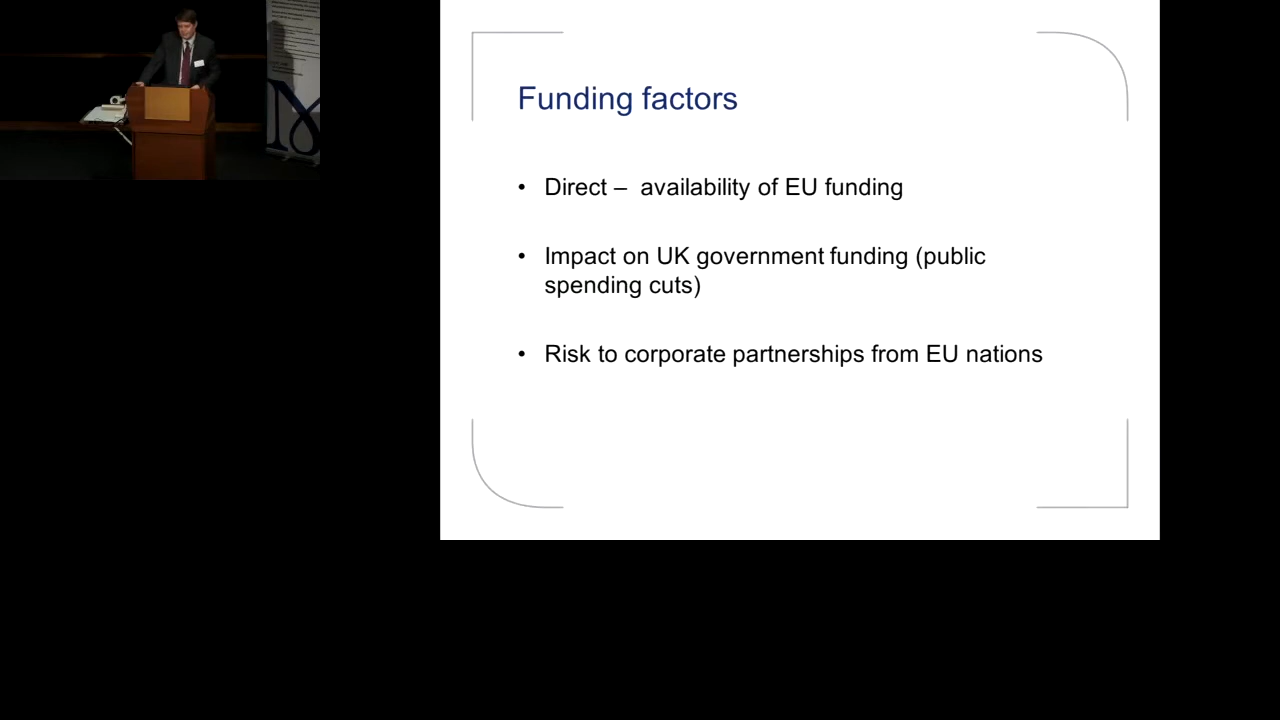 Funding factors
• Direct – availability of EU funding
• Impact on UK government funding (public
spending cuts)
• Risk to corporate partnerships from EU nations